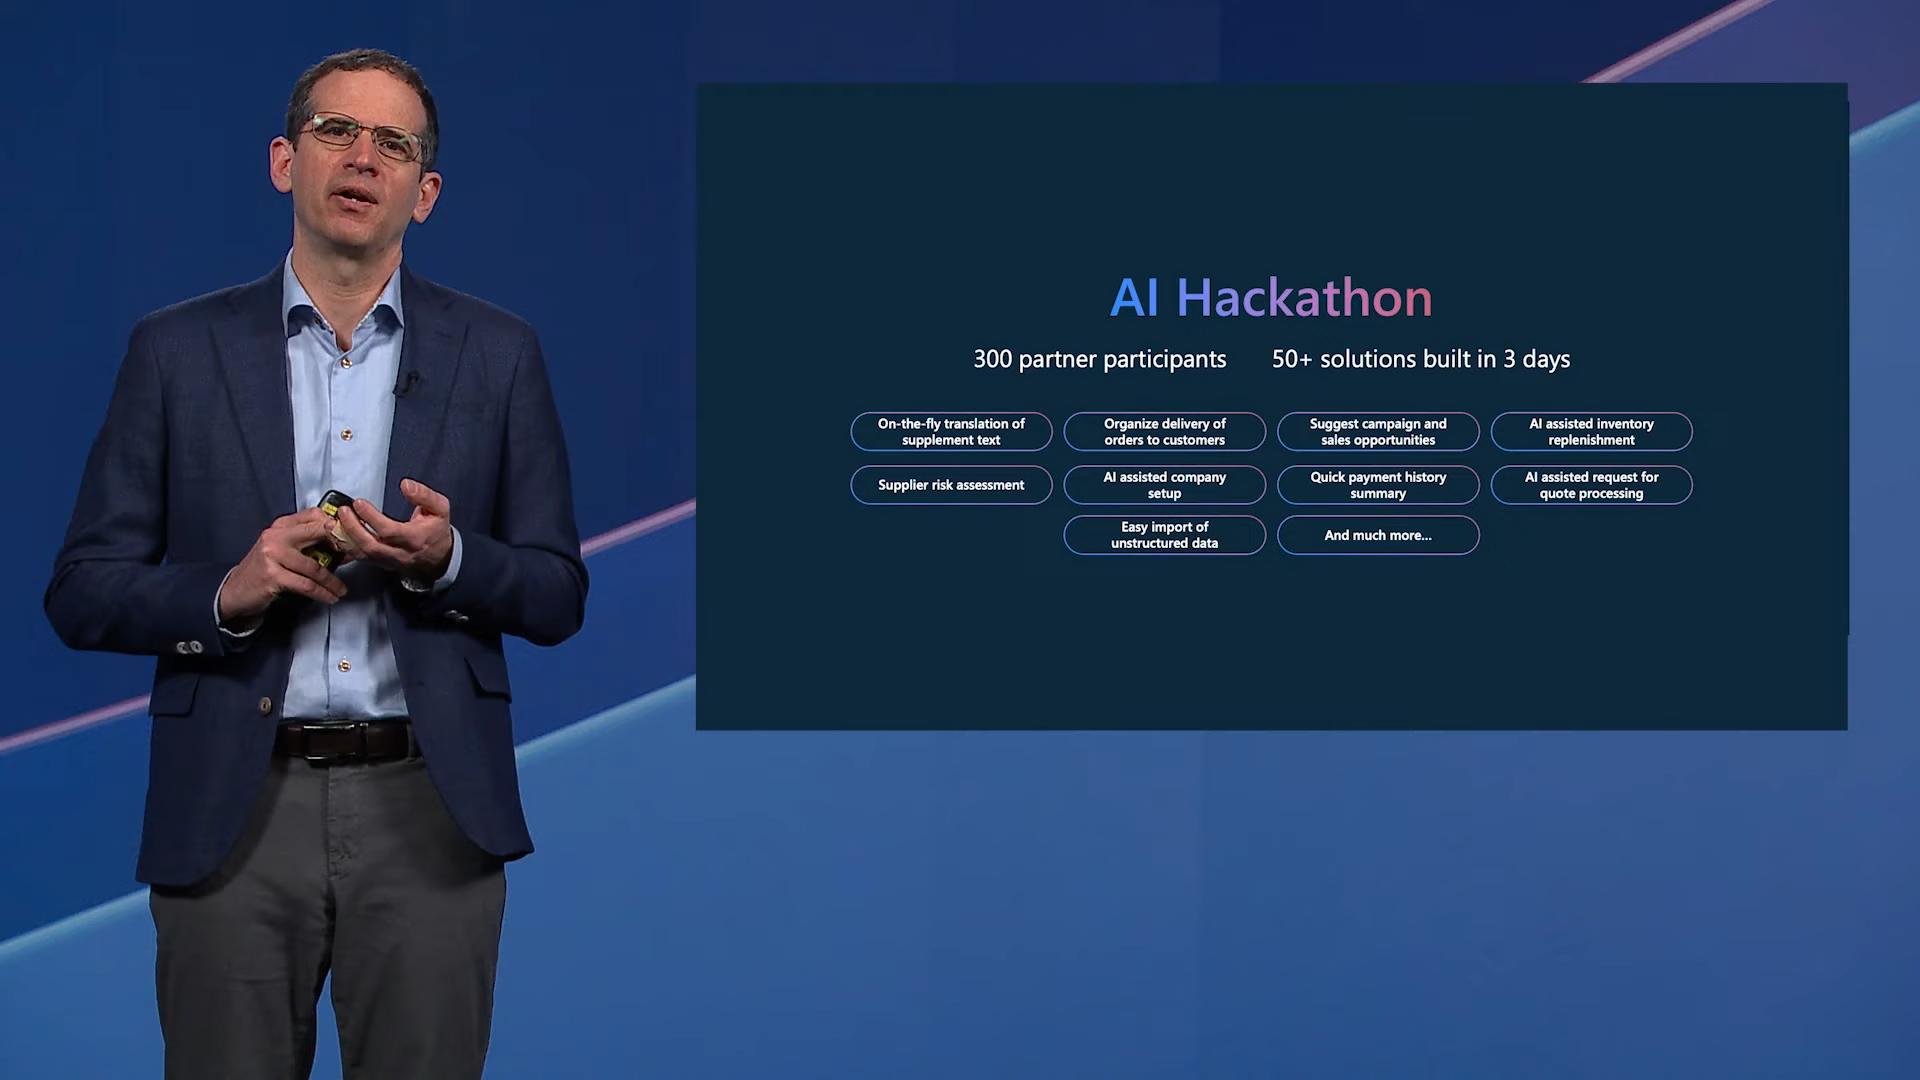 AI Hackathon
300 partner participants
50+ solutions built in 3 days
On-the-fly translation of
supplement text
Organize delivery of
orders to customers
Suggest campaign and
sales opportunities
AI assisted inventory
replenishment
Supplier risk assessment
AI assisted company
setup
Quick payment history
summary
AI assisted request for
quote processing
Easy import of
unstructured data
And much more...